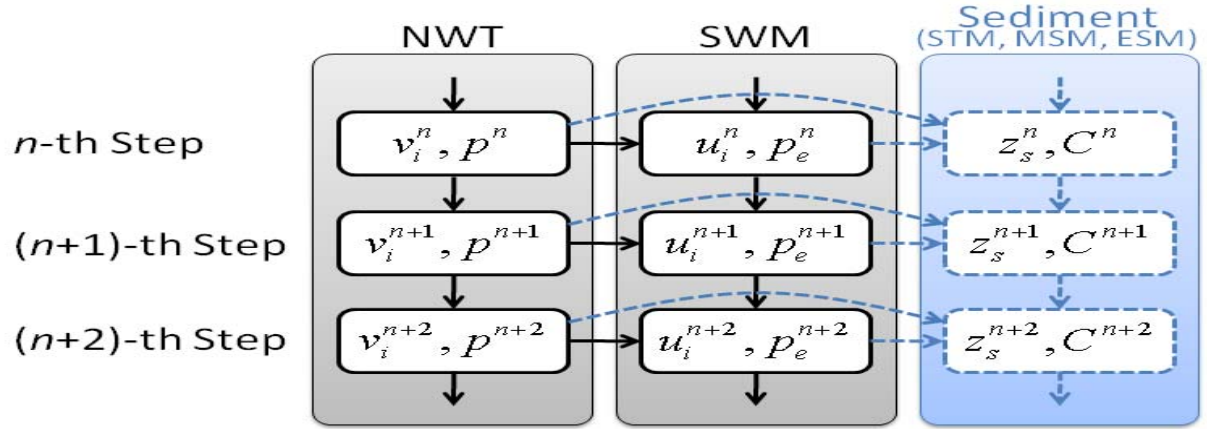 NWT
SWM
Sediment
(STM, MSM, ESM)
n-th Step
v_i^n, p^n
u_i^n, p_e^n
z_s^n, C^n
(n+1)-th Step
v_i^{n+1}, p^{n+1}
u_i^{n+1}, p_e^{n+1}
z_s^{n+1}, C^{n+1}
(n+2)-th Step
v_i^{n+2}, p^{n+2}
u_i^{n+2}, p_e^{n+2}
z_s^{n+2}, C^{n+2}